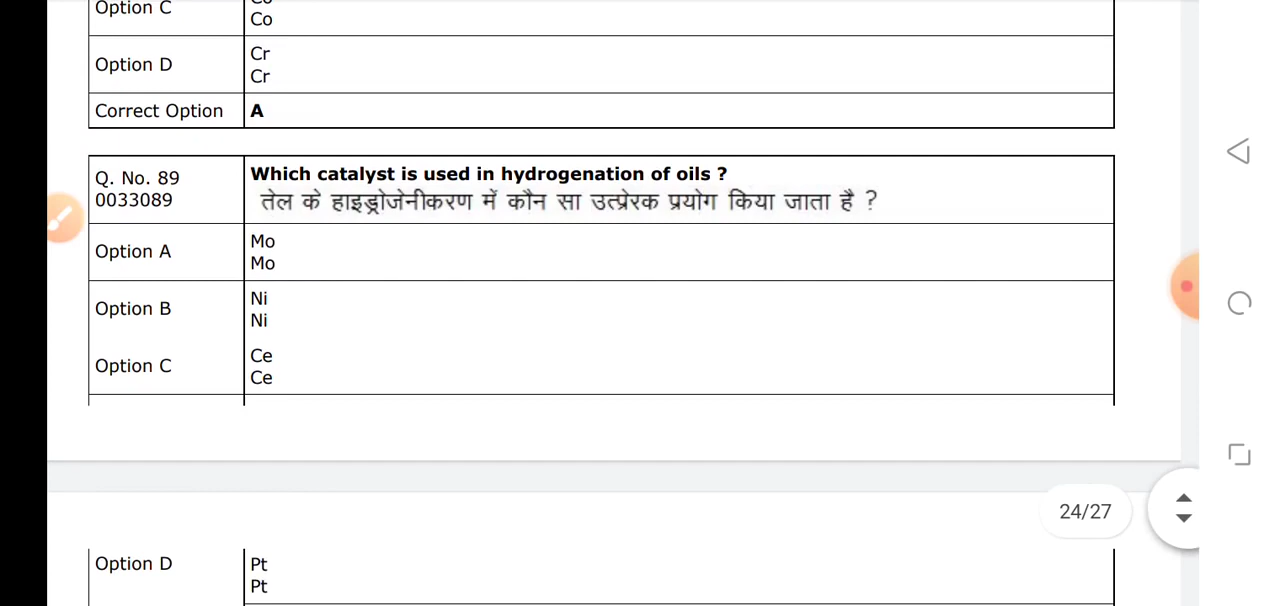 Option C
Co
Option D
Cr
Cr
Correct Option
A
Q. No. 89
0033089
Which catalyst is used in hydrogenation of oils ?
तेल के हाइड्रोजेनीकरण में कौन सा उत्प्रेरक प्रयोग किया जाता है ?
Option A
Mo
Mo
Option B
Ni
Ni
Option C
Ce
Ce
24/27
Option D
Pt
Pt